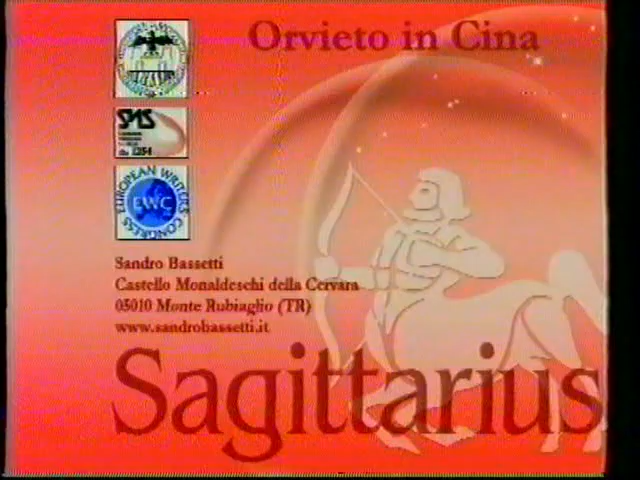 Orvieto in Cina
SMS
EUROPEAN WRITERS CONGRESS
EWC
Sandro Bassetti
Castello Monaldeschi della Cervara
05010 Monte Rubiaglio (TR)
www.sandrobassetti.it
Sagittarius